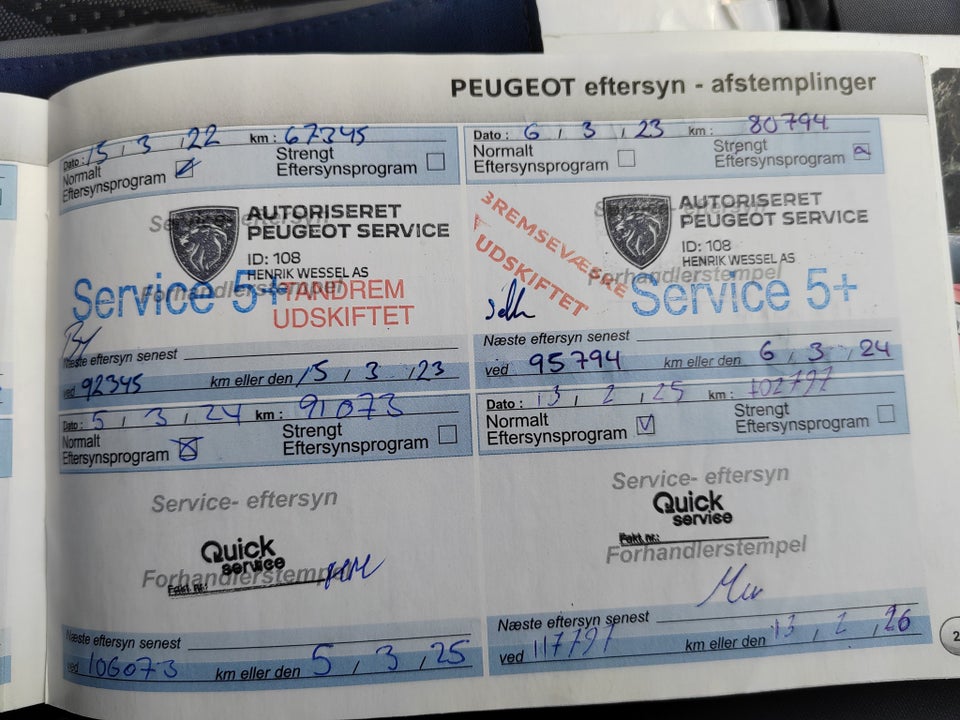 PEUGEOT eftersyn - afstemplinger
Dato: 15 / 3 / 22 km: 67345
Normalt
Eftersynsprogram
Strengt
Eftersynsprogram
Service- eftersyn
AUTORISERET
PEUGEOT SERVICE
ID: 108
HENRIK WESSEL AS
Forhandlerstempel
Service 5+
TANDREM
UDSKIFTET
Næste eftersyn senest
ved 92345 km eller den 15 / 3 / 23
Dato: 6 / 3 / 23 km: 80794
Normalt
Eftersynsprogram
Strengt
Eftersynsprogram
AUTORISERET
PEUGEOT SERVICE
ID: 108
HENRIK WESSEL AS
Forhandlerstempel
BREMSEVÆSKE
UDSKIFTET
Service 5+
Næste eftersyn senest
ved 95794 km eller den 6 / 3 / 24
Dato: 5 / 3 / 24 km: 91073
Normalt
Eftersynsprogram
Strengt
Eftersynsprogram
Service- eftersyn
Quick
service
Forhandlerstempel
Fakt nr.:
Næste eftersyn senest
ved 106073 km eller den 5 / 3 / 25
Dato: 13 / 2 / 25 km: 102797
Normalt
Eftersynsprogram
Strengt
Eftersynsprogram
Service- eftersyn
Quick
service
Fakt nr.:
Forhandlerstempel
Næste eftersyn senest
ved 117797 km eller den 13 / 2 / 26
2